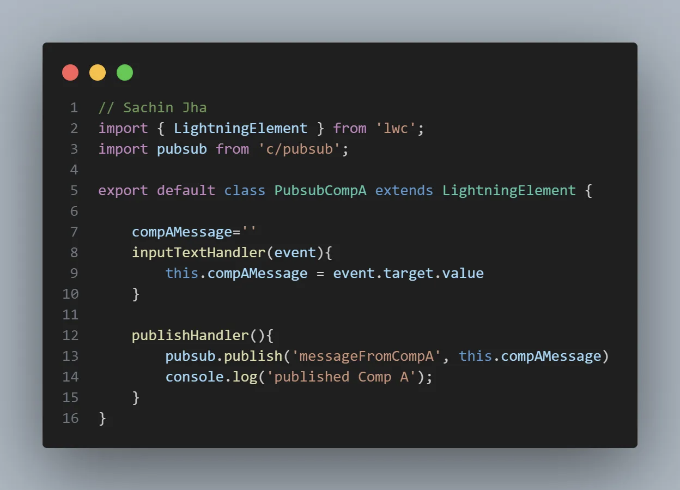 1 // Sachin Jha
2 import { LightningElement } from 'lwc';
3 import pubsub from 'c/pubsub';
4
5 export default class PubsubCompA extends LightningElement {
6
7     compAMessage=''
8     inputTextHandler(event){
9         this.compAMessage = event.target.value
10     }
11
12     publishHandler(){
13         pubsub.publish('messageFromCompA', this.compAMessage)
14         console.log('published Comp A');
15     }
16 }